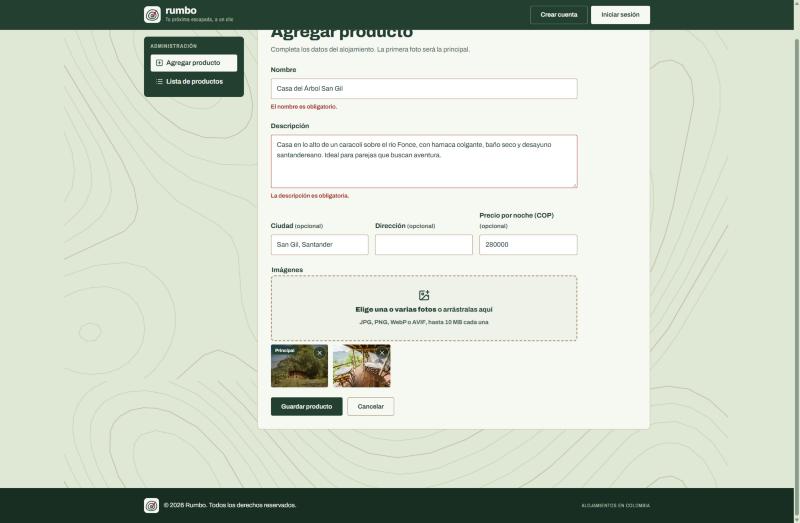 rumbo
Tu próxima escapada, a un clic
Crear cuenta
Iniciar sesión
ADMINISTRACIÓN
Agregar producto
Lista de productos
Agregar producto
Completa los datos del alojamiento. La primera foto será la principal.
Nombre
Casa del Árbol San Gil
El nombre es obligatorio.
Descripción
Casa en lo alto de un caracolí sobre el río Fonce, con hamaca colgante, baño seco y desayuno
santandereano. Ideal para parejas que buscan aventura.
La descripción es obligatoria.
Ciudad (opcional)
Dirección (opcional)
Precio por noche (COP)
(opcional)
San Gil, Santander
280000
Imágenes
Elige una o varias fotos o arrástralas aquí
JPG, PNG, WebP o AVIF, hasta 10 MB cada una
Principal
Guardar producto
Cancelar
© 2026 Rumbo. Todos los derechos reservados.
ALOJAMIENTOS EN COLOMBIA